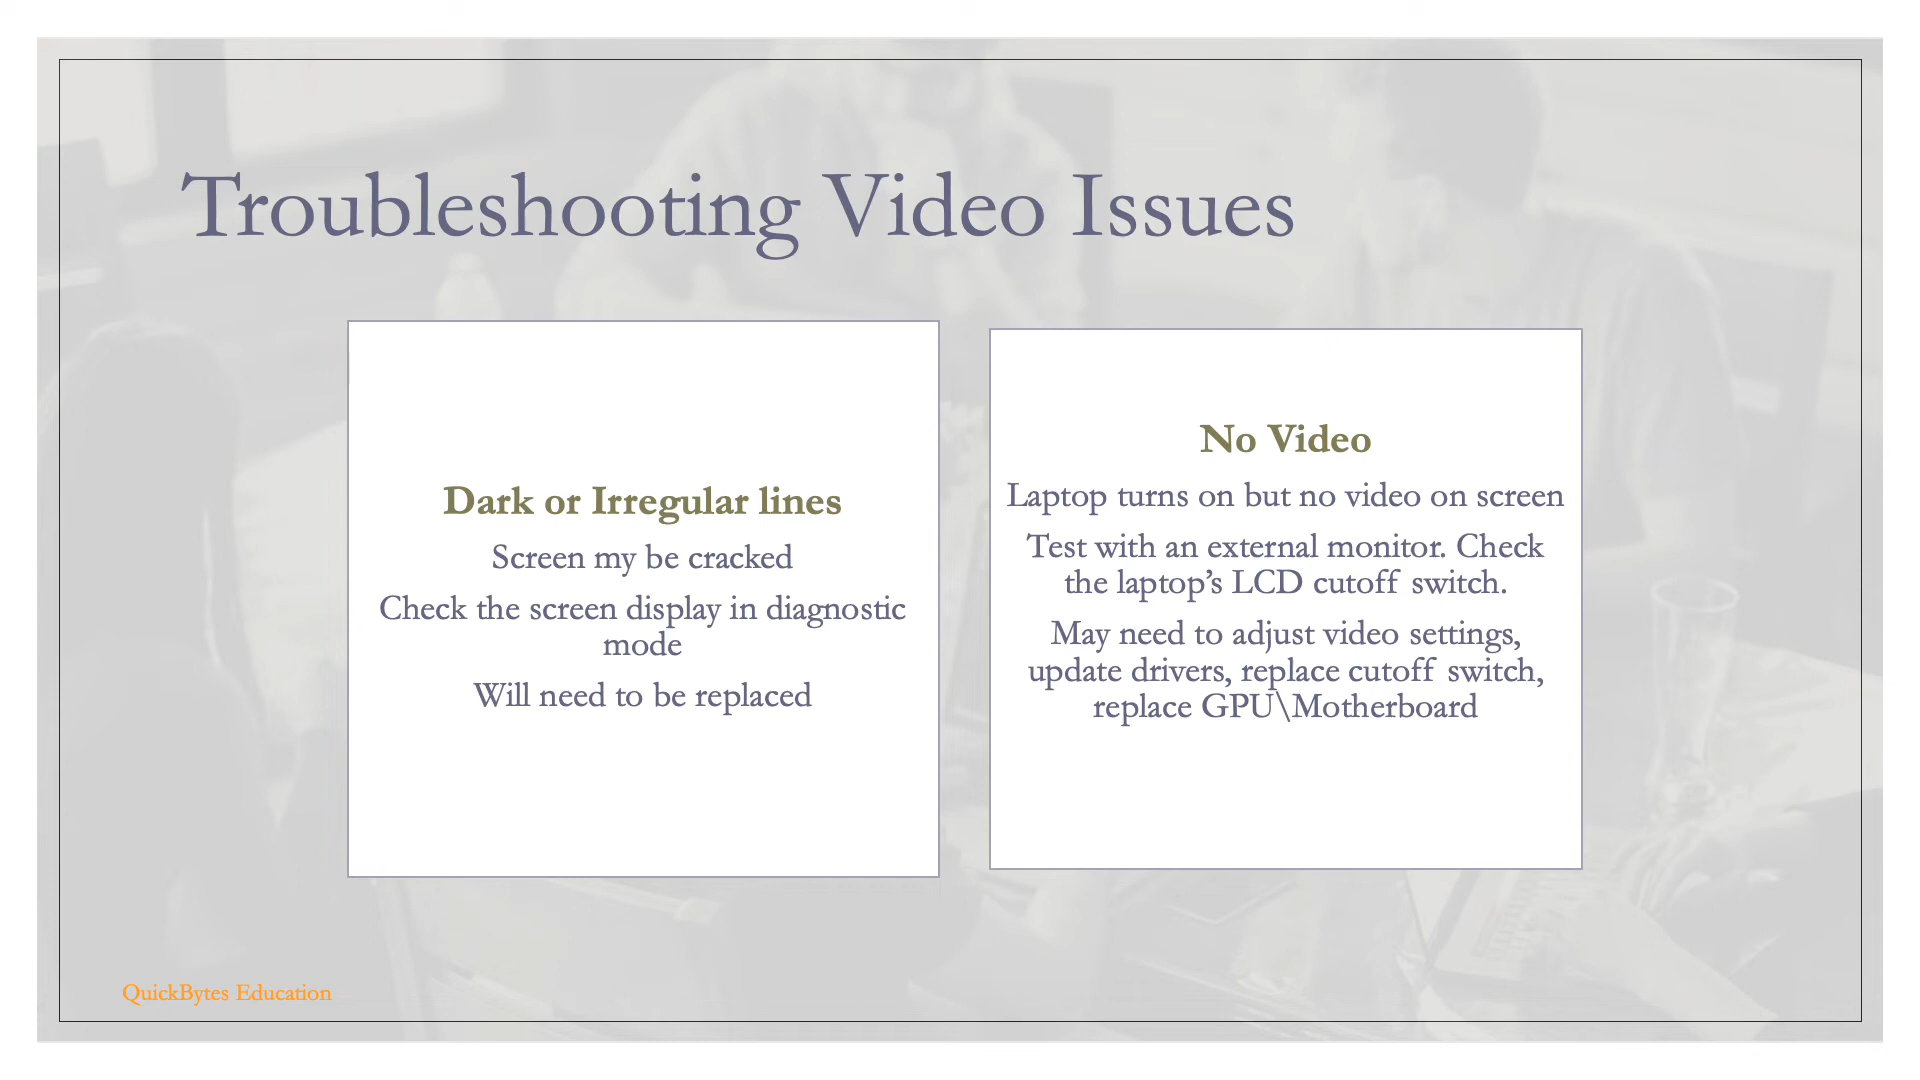 Troubleshooting Video Issues
Dark or Irregular lines
Screen my be cracked
Check the screen display in diagnostic
mode
Will need to be replaced
No Video
Laptop turns on but no video on screen
Test with an external monitor. Check
the laptop’s LCD cutoff switch.
May need to adjust video settings,
update drivers, replace cutoff switch,
replace GPU\Motherboard
QuickBytes Education